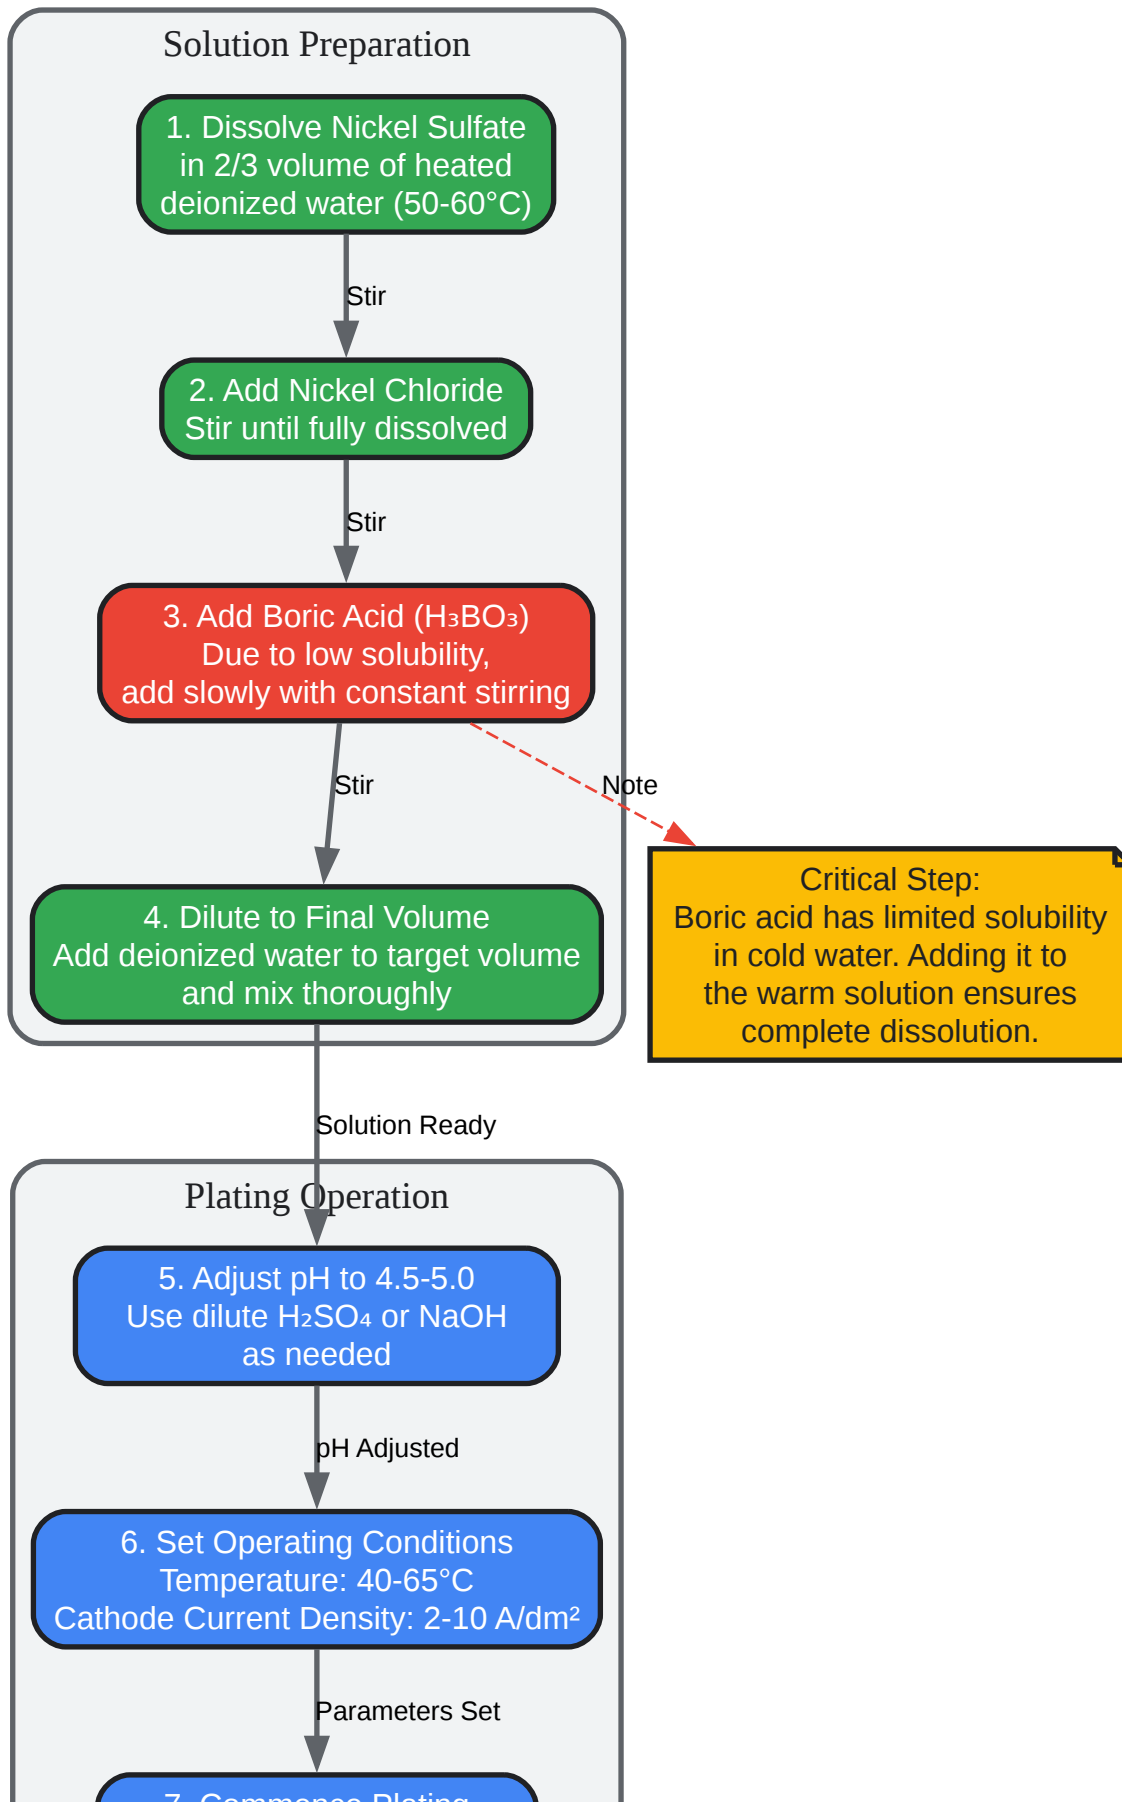 Solution Preparation
1. Dissolve Nickel Sulfate
in 2/3 volume of heated
deionized water (50-60°C)
Stir
2. Add Nickel Chloride
Stir until fully dissolved
Stir
3. Add Boric Acid (H₃BO₃)
Due to low solubility,
add slowly with constant stirring
Stir
Note
4. Dilute to Final Volume
Add deionized water to target volume
and mix thoroughly
Critical Step:
Boric acid has limited solubility
in cold water. Adding it to
the warm solution ensures
complete dissolution.
Solution Ready
Plating Operation
5. Adjust pH to 4.5-5.0
Use dilute H₂SO₄ or NaOH
as needed
pH Adjusted
6. Set Operating Conditions
Temperature: 40-65°C
Cathode Current Density: 2-10 A/dm²
Parameters Set
7. Commence Plating